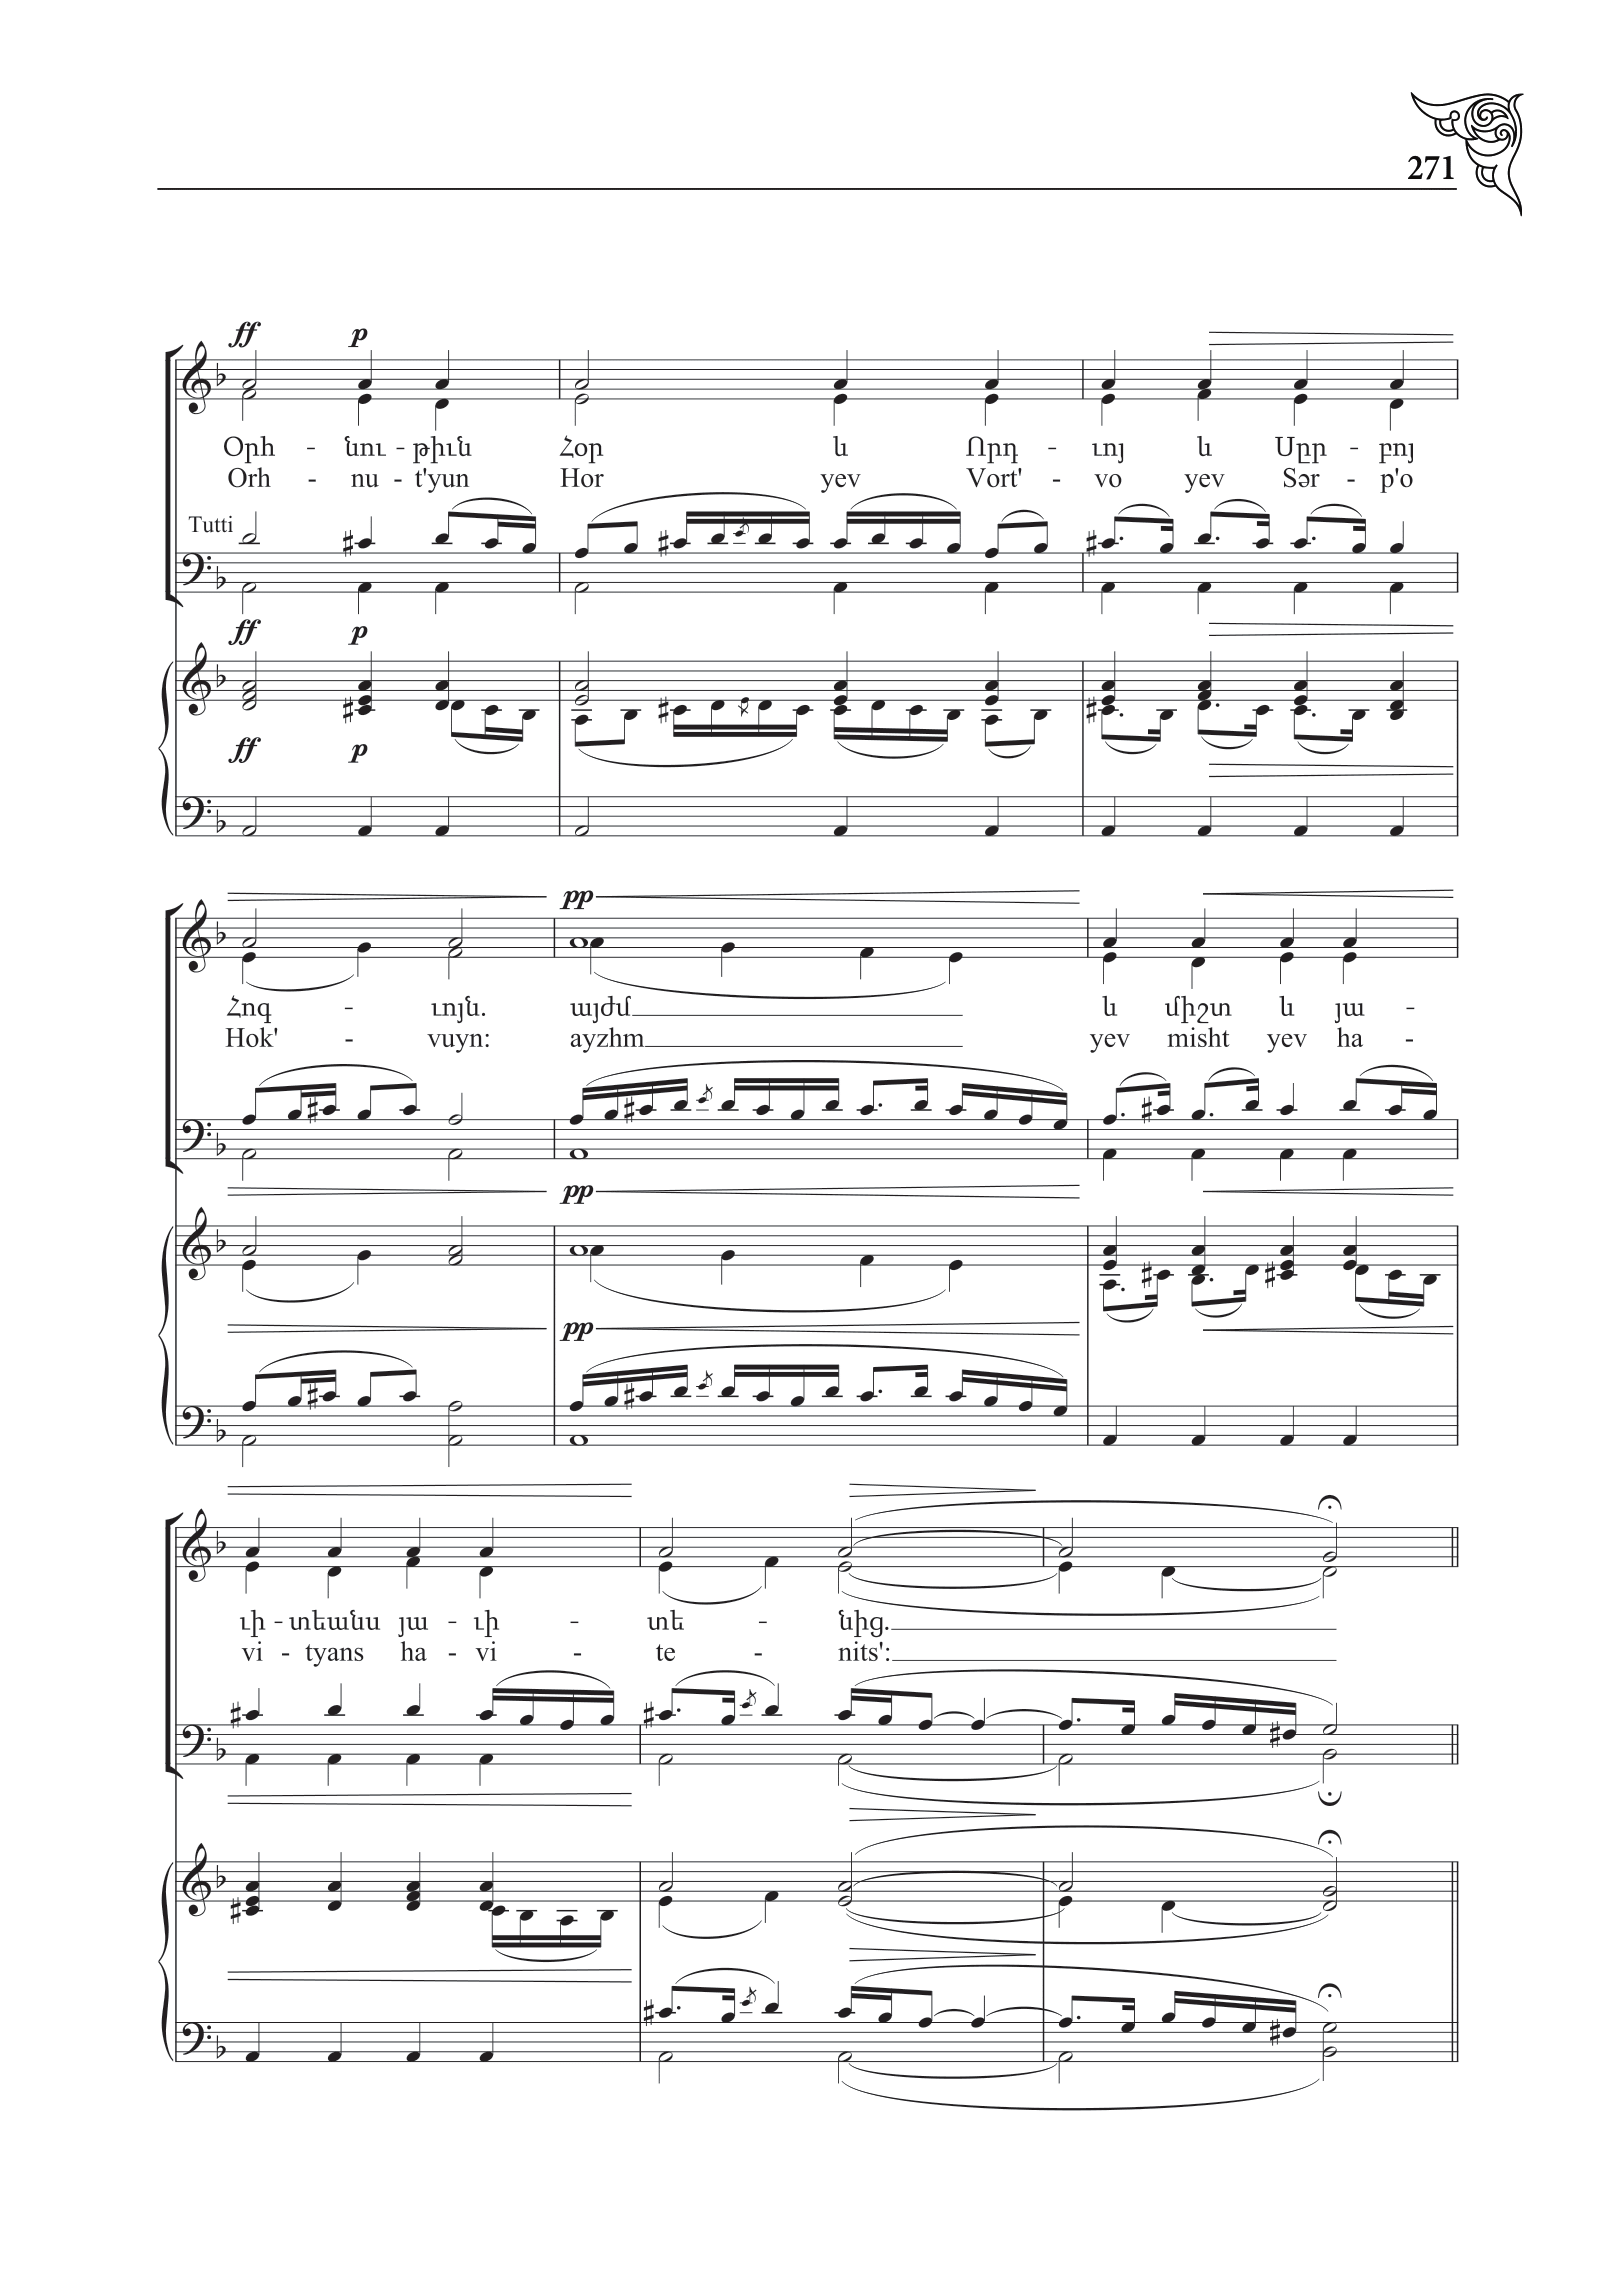 271
ff p
Օրհ - նու - թիւն Հօր և Որդ - ւոյ և Սըր - բոյ
Orh - nu - t'yun Hor yev Vort' - vo yev Sər - p'o
Tutti
ff p
ff p
pp
Հոգ - ւոյն. այժմ և միշտ և յա -
Hok' - vuyn: ayzhm yev misht yev ha -
pp
pp
ւի - տեանս յա - ւի - տե - նից.
vi - tyans ha - vi - te - nits':